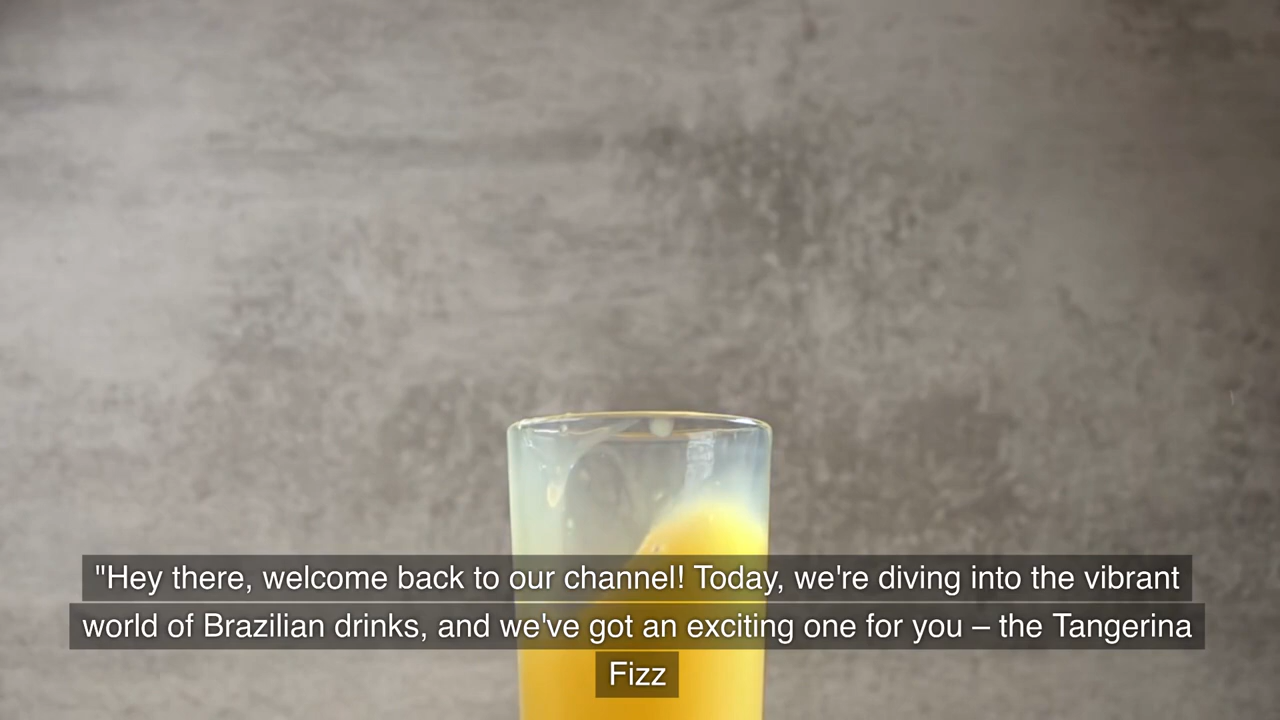 "Hey there, welcome back to our channel! Today, we're diving into the vibrant
world of Brazilian drinks, and we've got an exciting one for you – the Tangerina
Fizz